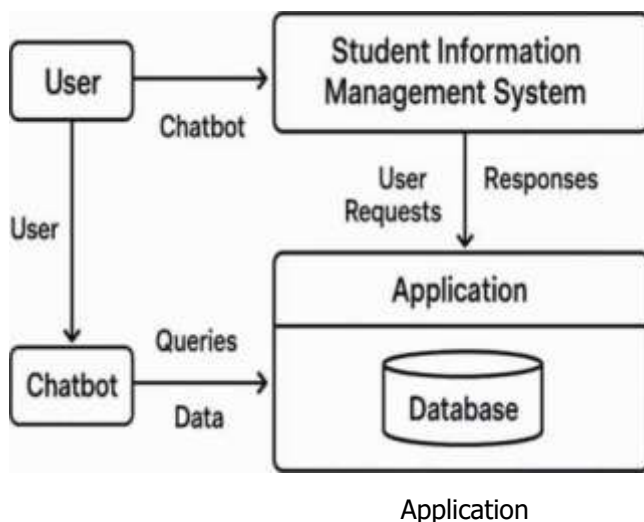 User
Student Information
Management System
Chatbot
User
Requests
Responses
User
Application
Queries
Chatbot
Data
Database
Application